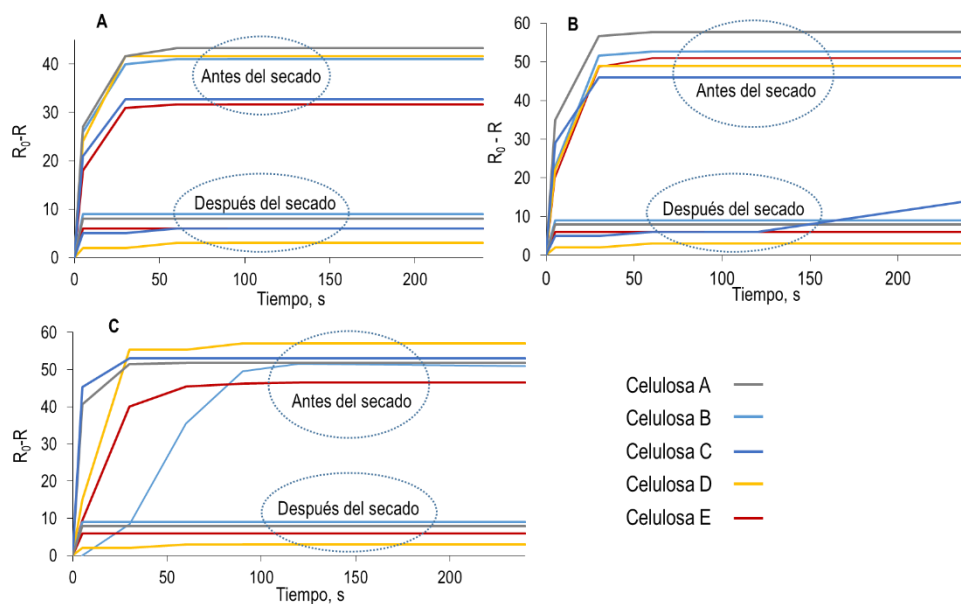 A
R₀-R
40
30
20
10
0
Antes del secado
Después del secado
0
50
100
150
200
Tiempo, s
B
R₀ - R
60
50
40
30
20
10
0
Antes del secado
Después del secado
0
50
100
150
200
Tiempo, s
C
R₀-R
60
50
40
30
20
10
0
Antes del secado
Después del secado
0
50
100
150
200
Tiempo, s
Celulosa A
Celulosa B
Celulosa C
Celulosa D
Celulosa E